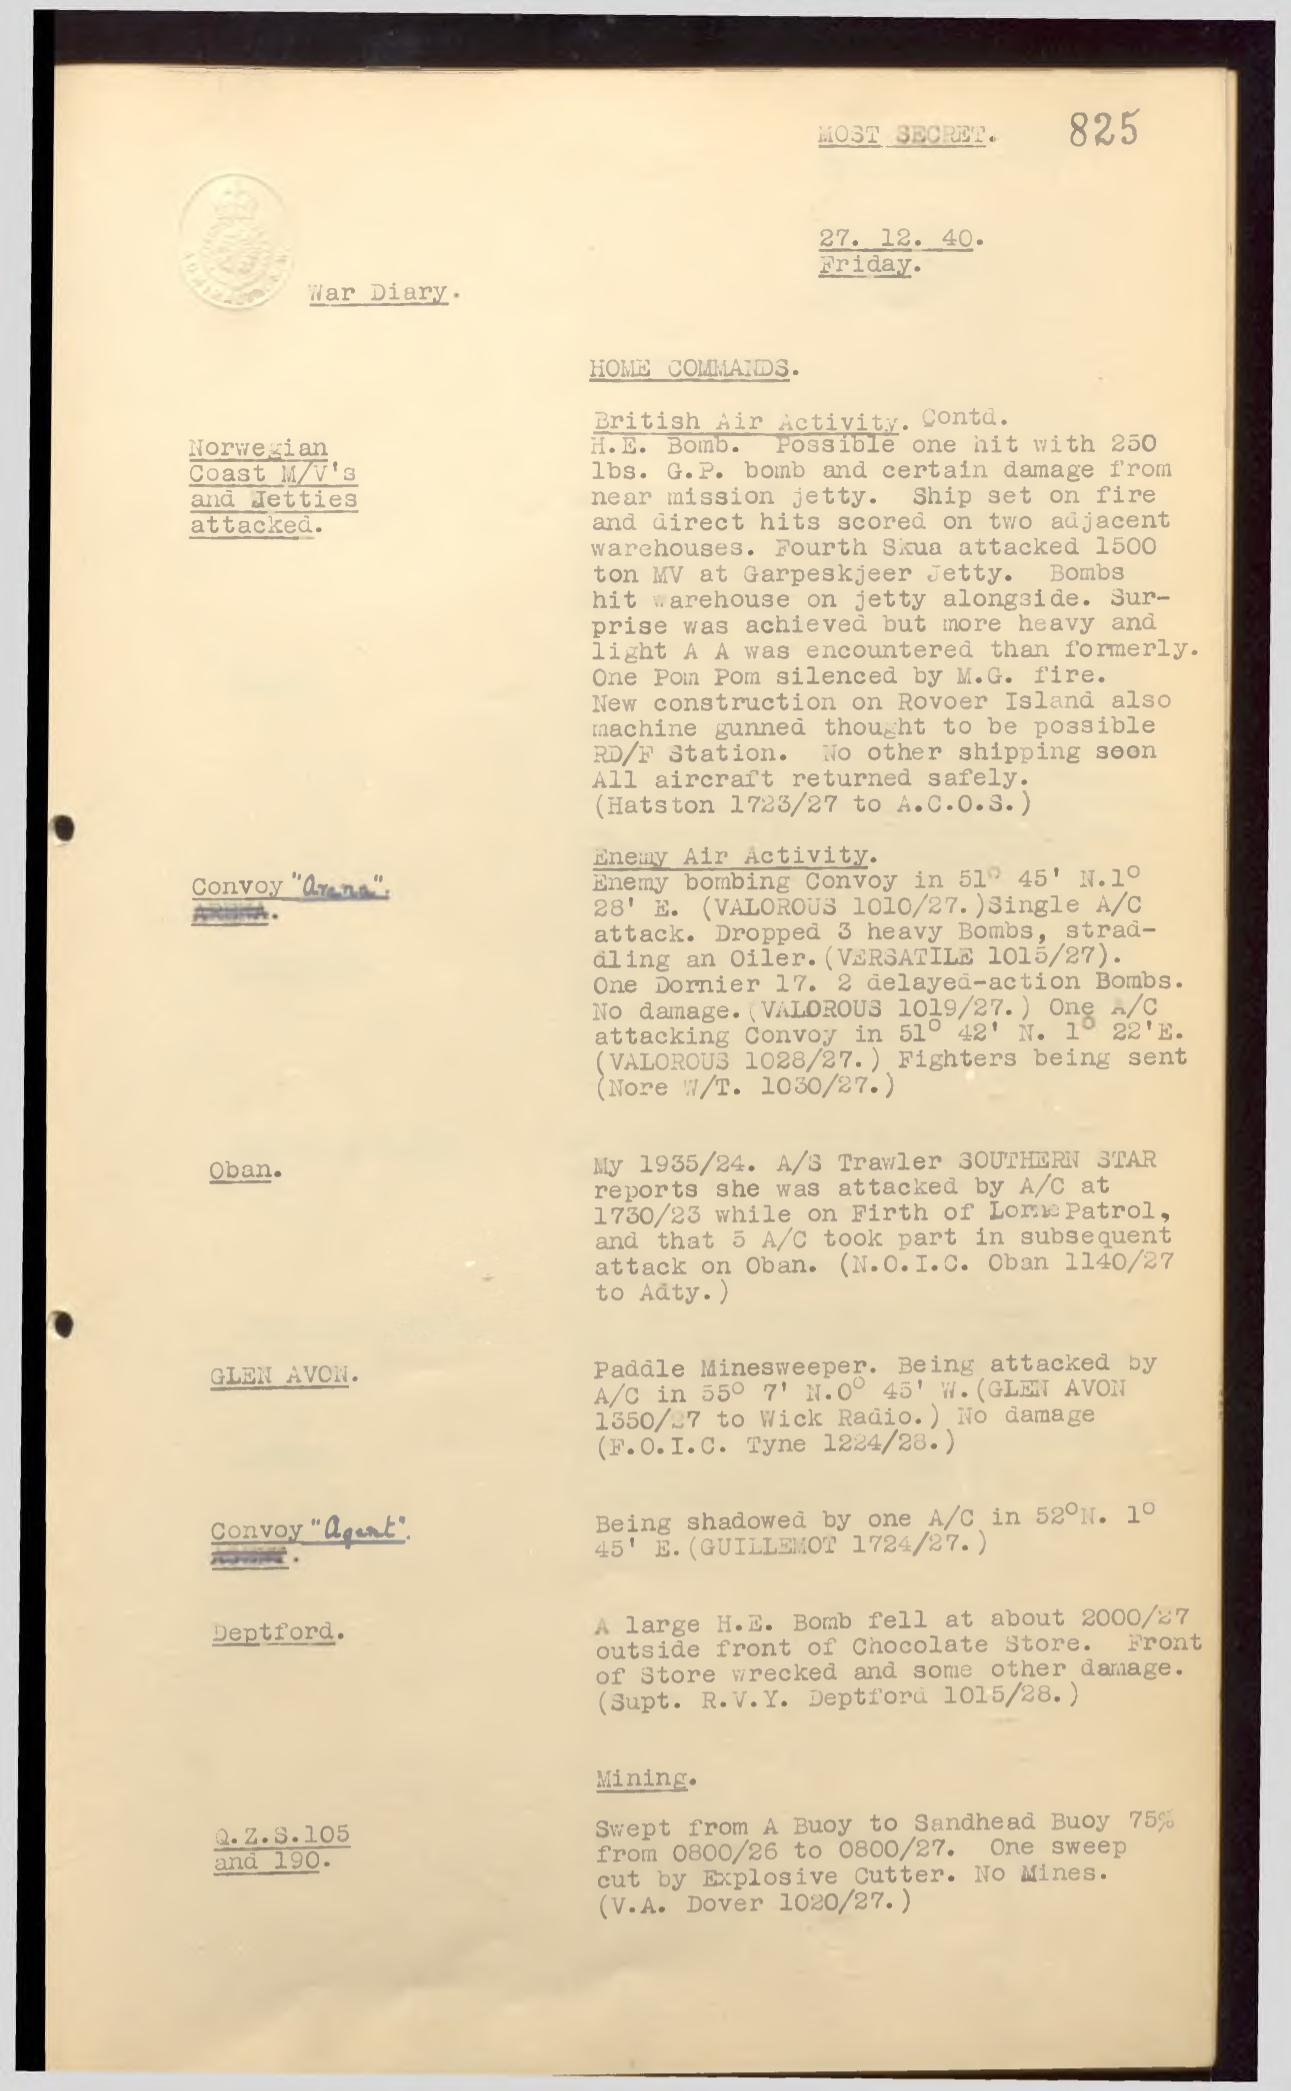 MOST SECRET. 825
27. 12. 40.
Friday.
War Diary.
HOME COMMANDS.
Norwegian
Coast M/V's
and Jetties
attacked.
British Air Activity. Contd.
H.E. Bomb. Possible one hit with 250
lbs. G.P. bomb and certain damage from
near mission jetty. Ship set on fire
and direct hits scored on two adjacent
warehouses. Fourth Skua attacked 1500
ton MV at Garpeskjeer Jetty. Bombs
hit warehouse on jetty alongside. Sur-
prise was achieved but more heavy and
light A A was encountered than formerly.
One Pom Pom silenced by M.G. fire.
New construction on Rovoer Island also
machine gunned thought to be possible
RD/F Station. No other shipping seen
All aircraft returned safely.
(Hatston 1723/27 to A.C.O.S.)
Convoy "Arena".
Enemy Air Activity.
Enemy bombing Convoy in 51° 45' N.1°
28' E. (VALOROUS 1010/27.)Single A/C
attack. Dropped 3 heavy Bombs, strad-
dling an Oiler.(VERSATILE 1015/27).
One Dornier 17. 2 delayed-action Bombs.
No damage.(VALOROUS 1019/27.) One A/C
attacking Convoy in 51° 42' N. 1° 22'E.
(VALOROUS 1028/27.) Fighters being sent
(Nore W/T. 1030/27.)
Oban.
My 1935/24. A/S Trawler SOUTHERN STAR
reports she was attacked by A/C at
1730/23 while on Firth of Lorne Patrol,
and that 5 A/C took part in subsequent
attack on Oban. (N.O.I.C. Oban 1140/27
to Adty.)
GLEN AVON.
Paddle Minesweeper. Being attacked by
A/C in 55° 7' N.0° 45' W.(GLEN AVON
1350/27 to Wick Radio.) No damage
(F.O.I.C. Tyne 1224/28.)
Convoy "Agent".
Being shadowed by one A/C in 52°N. 1°
45' E.(GUILLEMOT 1724/27.)
Deptford.
A large H.E. Bomb fell at about 2000/27
outside front of Chocolate Store. Front
of Store wrecked and some other damage.
(Supt. R.V.Y. Deptford 1015/28.)
Mining.
Q.Z.S.105
and 190.
Swept from A Buoy to Sandhead Buoy 75%
from 0800/26 to 0800/27. One sweep
cut by Explosive Cutter. No Mines.
(V.A. Dover 1020/27.)